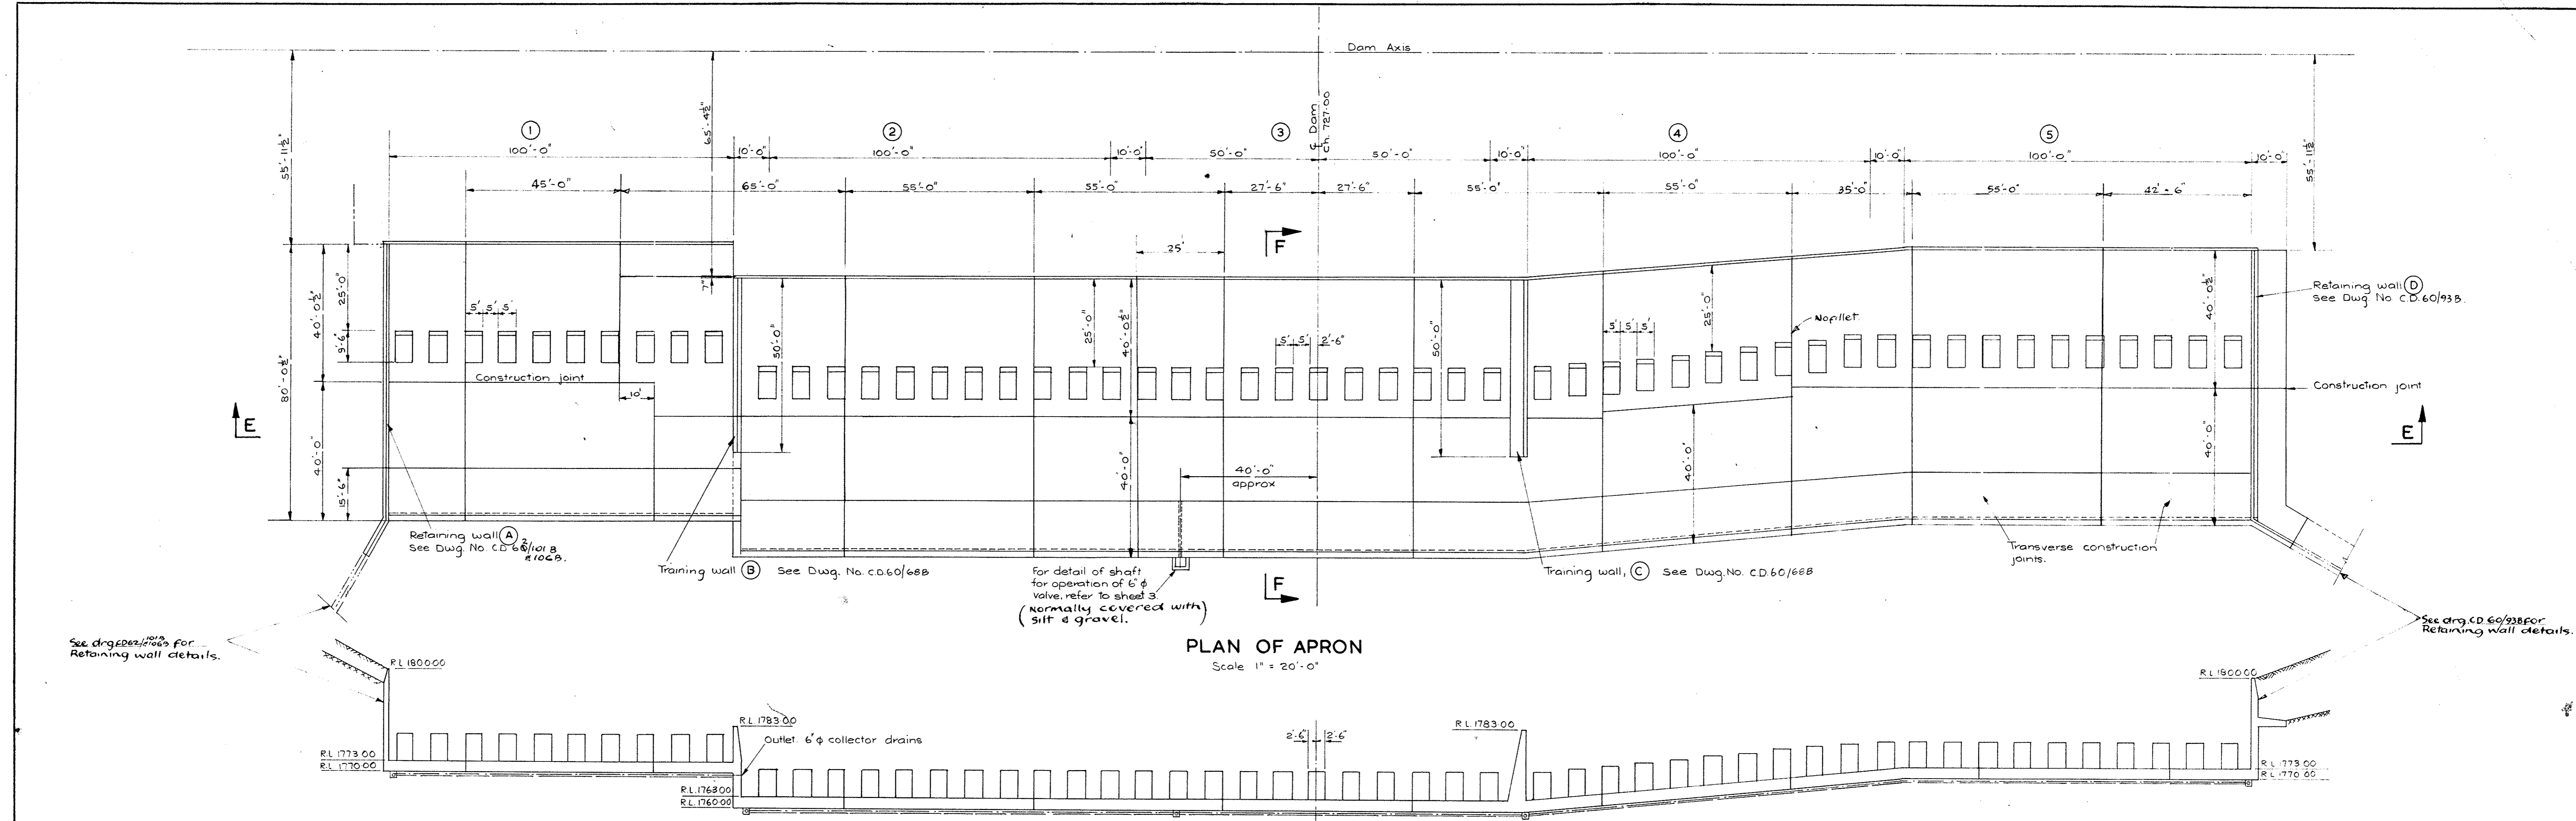 Dam Axis
55'-11½"
65'-4½"
℄ Dam
Ch. 727.00
55'-11½"
1
2
3
4
5
100'-0"
10'-0"
100'-0"
10'-0"
50'-0"
50'-0"
10'-0"
100'-0"
10'-0"
100'-0"
10'-0"
45'-0"
65'-0"
55'-0"
55'-0"
27'-6"
27'-6"
55'-0"
55'-0"
35'-0"
55'-0"
42'-6"
F
25'
80'-0½"
40'-0½"
25'-0"
9'-6"
40'-0"
15'-6"
5' 5' 5'
7"
50'-0"
25'-0"
40'-0½"
5' 5' 2'-6"
50'-0"
5' 5' 5'
25'-0"
No fillet.
40'-0½"
Retaining wall D
See Dwg. No C.D. 60/93B.
Construction joint
10'
Construction joint
E
E
40'-0"
40'-0"
approx
40'-0"
40'-0"
Retaining wall A
See Dwg. No. CD 62/101B
& 106B.
Training wall B See Dwg. No. C.D.60/68B
For detail of shaft
for operation of 6" φ
valve, refer to sheet 3.
(Normally covered with)
silt & gravel.
F
Training wall, C See Dwg. No. C.D.60/68B
Transverse construction
joints.
See drg. CD62/101B &106B for
Retaining wall details.
See drg. CD 60/93B for
Retaining wall details.
PLAN OF APRON
Scale 1" = 20'-0"
R.L.1800.00
R.L.1800.00
R.L.1783.00
R.L.1783.00
Outlet 6" φ collector drains
2'-6" 2'-6"
R.L.1773.00
R.L.1770.00
R.L.1773.00
R.L.1770.00
R.L.1763.00
R.L.1760.00